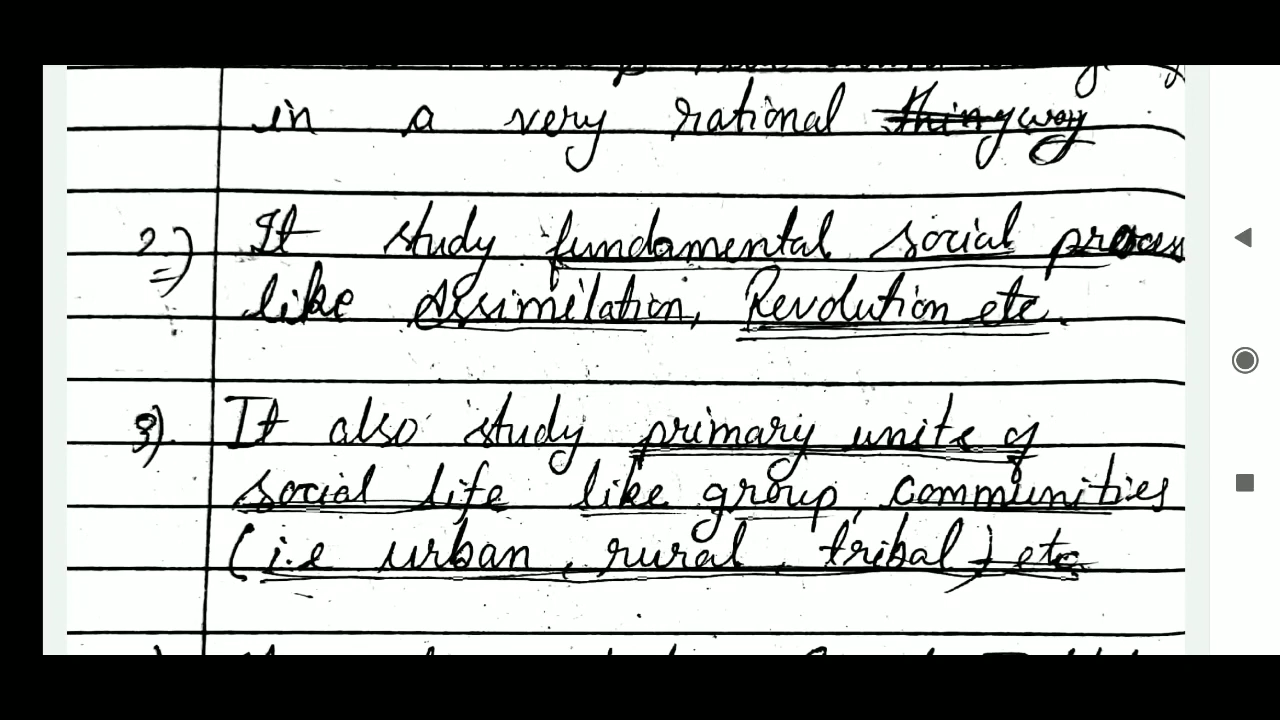 in a very rational way
2) It study fundamental social process
like Assimilation, Revolution etc.
3). It also study primary units of
social life like group, communities
(i.e urban, rural, tribal) etc.